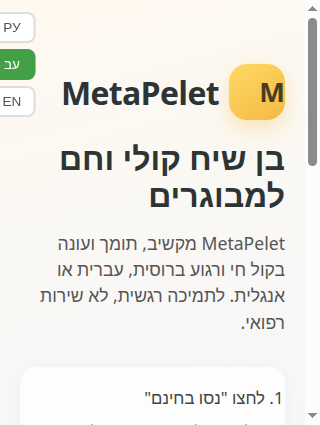 РУ
עב
EN
M
MetaPelet
בן שיח קולי וחם
למבוגרים
MetaPelet מקשיב, תומך ועונה
בקול חי ורגוע ברוסית, עברית או
אנגלית. לתמיכה רגשית, לא שירות
רפואי.
1. לחצו "נסו בחינם"